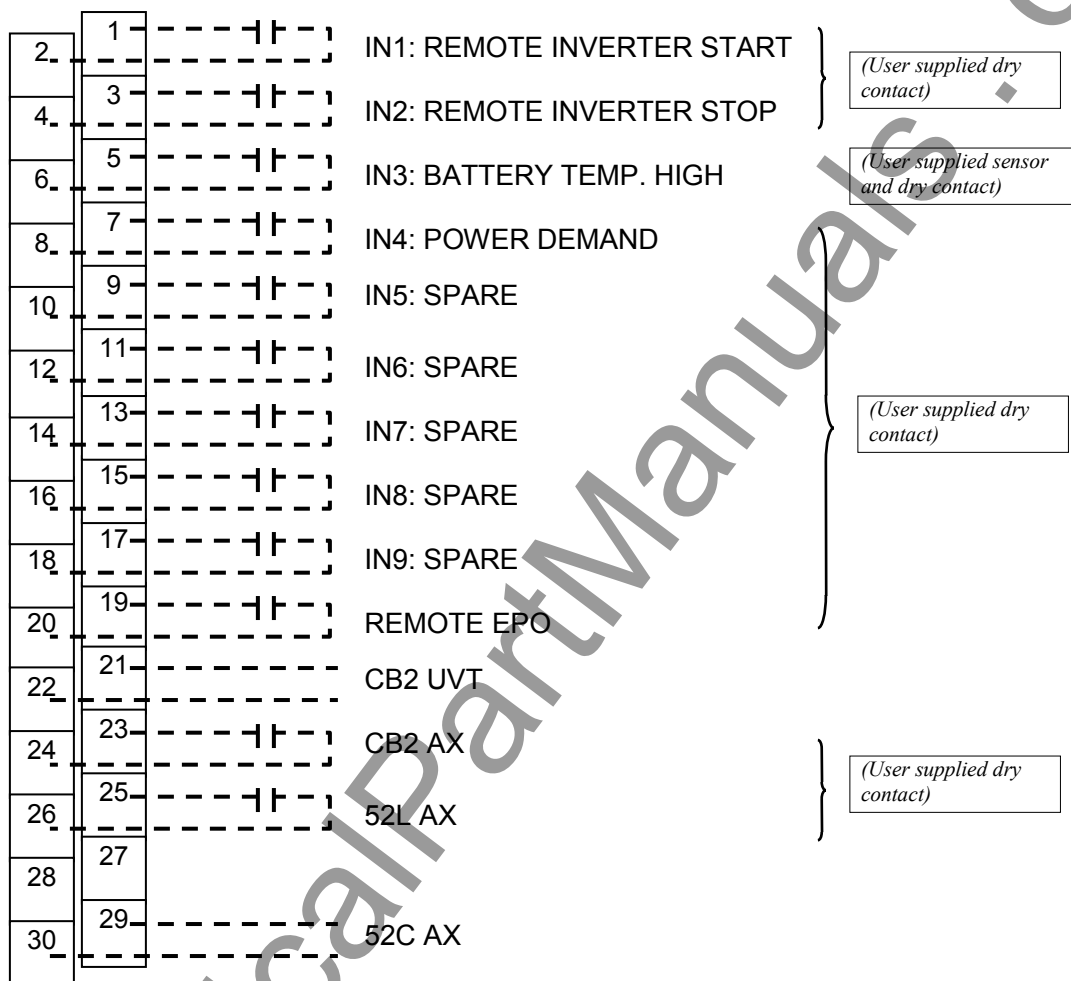 1
2
IN1: REMOTE INVERTER START
(User supplied dry
contact)
3
4
IN2: REMOTE INVERTER STOP
5
6
IN3: BATTERY TEMP. HIGH
(User supplied sensor
and dry contact)
7
8
IN4: POWER DEMAND
9
10
IN5: SPARE
11
12
IN6: SPARE
13
14
IN7: SPARE
(User supplied dry
contact)
15
16
IN8: SPARE
17
18
IN9: SPARE
19
20
REMOTE EPO
21
22
CB2 UVT
23
24
CB2 AX
25
26
52L AX
(User supplied dry
contact)
27
28
29
30
52C AX
calPartManuals.